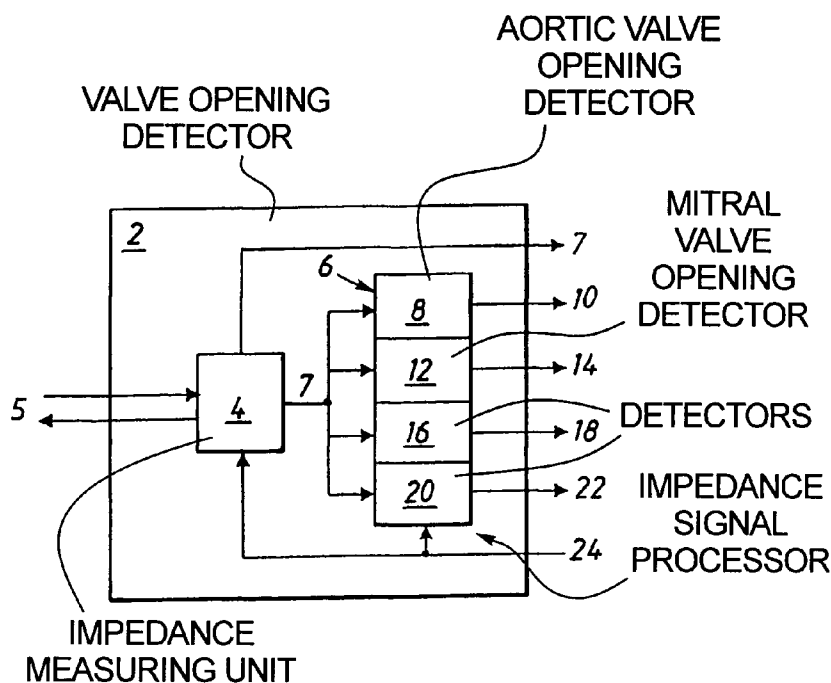 AORTIC VALVE
OPENING
DETECTOR
VALVE OPENING
DETECTOR
MITRAL
VALVE
OPENING
DETECTOR
2
7
6
8
10
12
14
5
4
7
16
18
DETECTORS
20
22
24
IMPEDANCE
SIGNAL
PROCESSOR
IMPEDANCE
MEASURING UNIT